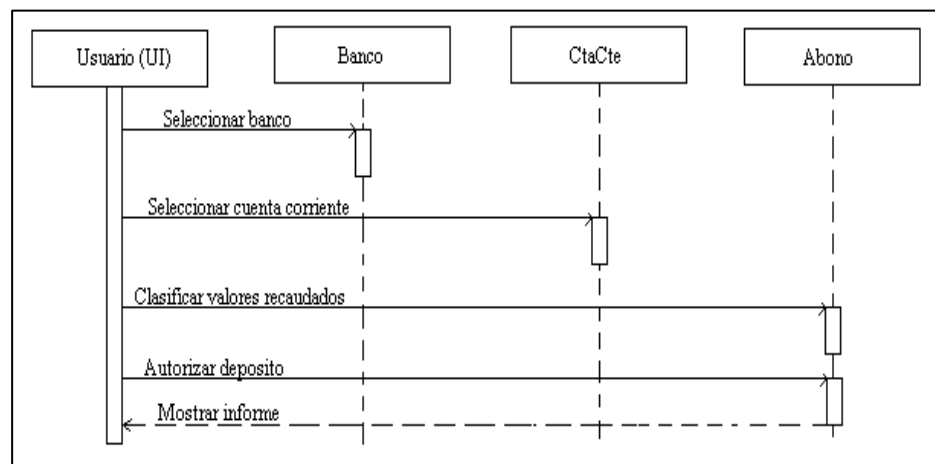 Usuario (UI)
Banco
CtaCte
Abono
Seleccionar banco
Seleccionar cuenta corriente
Clasificar valores recaudados
Autorizar deposito
Mostrar informe